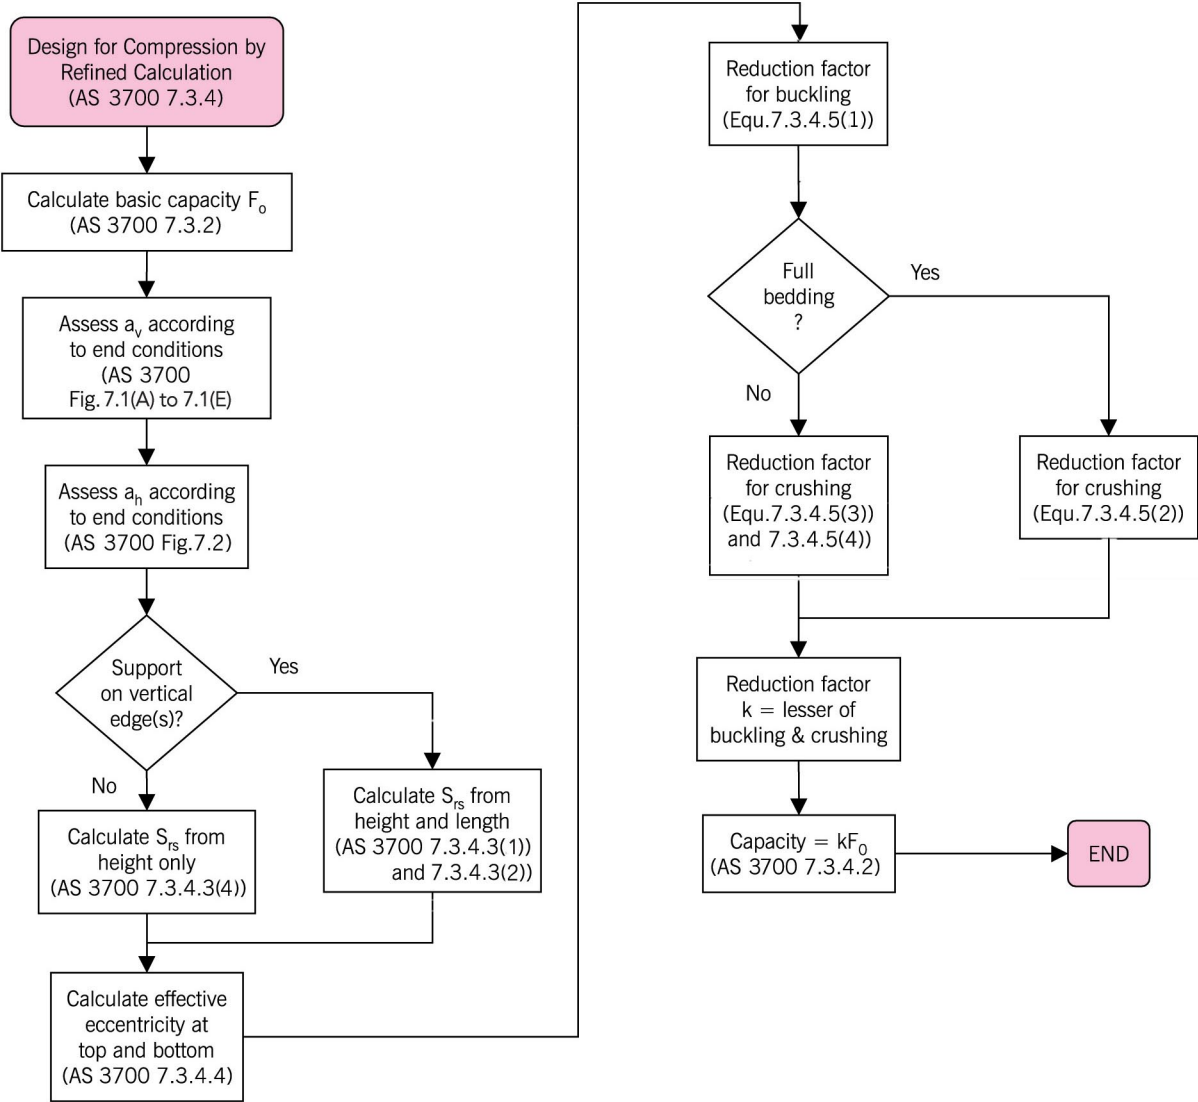 Design for Compression by
Refined Calculation
(AS 3700 7.3.4)
Calculate basic capacity Fo
(AS 3700 7.3.2)
Assess av according
to end conditions
(AS 3700
Fig.7.1(A) to 7.1(E)
Assess ah according
to end conditions
(AS 3700 Fig.7.2)
Support
on vertical
edge(s)?
Yes
No
Calculate Srs from
height only
(AS 3700 7.3.4.3(4))
Calculate Srs from
height and length
(AS 3700 7.3.4.3(1))
and 7.3.4.3(2))
Calculate effective
eccentricity at
top and bottom
(AS 3700 7.3.4.4)
Reduction factor
for buckling
(Equ.7.3.4.5(1))
Full
bedding
?
Yes
No
Reduction factor
for crushing
(Equ.7.3.4.5(3))
and 7.3.4.5(4))
Reduction factor
for crushing
(Equ.7.3.4.5(2))
Reduction factor
k = lesser of
buckling & crushing
Capacity = kF0
(AS 3700 7.3.4.2)
END